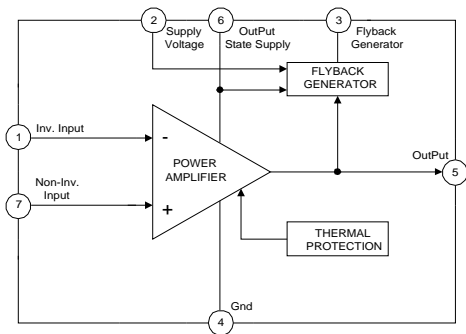 2
Supply
Voltage
6
OutPut
State Supply
3
Flyback
Generator
FLYBACK
GENERATOR
1
Inv. Input
-
POWER
AMPLIFIER
OutPut
5
7
Non-Inv.
Input
+
THERMAL
PROTECTION
4
Gnd